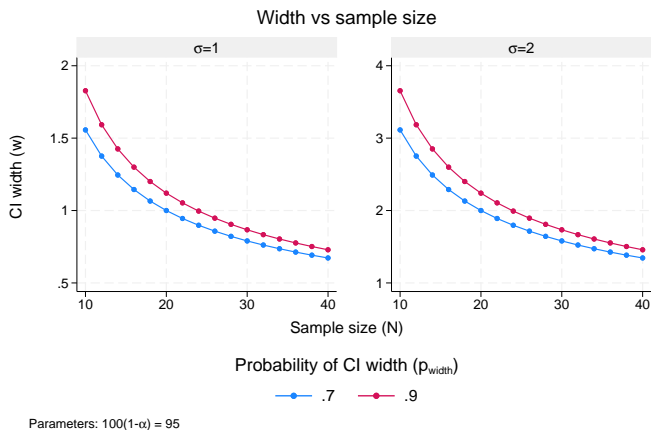 Width vs sample size
σ=1
σ=2
CI width (w)
2
1.5
1
.5
4
3
2
1
10 20 30 40
10 20 30 40
Sample size (N)
Probability of CI width (pwidth)
.7 .9
Parameters: 100(1-α) = 95